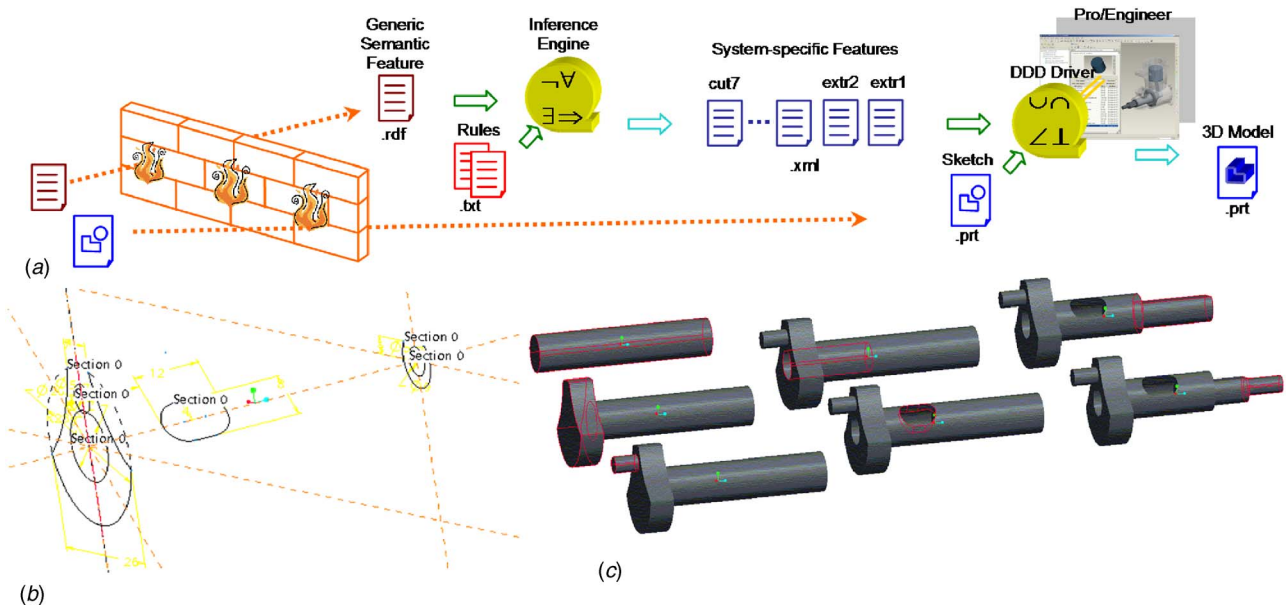 Generic
Semantic
Feature
.rdf
Inference
Engine
A ¬
E ⇐
Rules
.txt
System-specific Features
cut7
extr2
extr1
.xml
Pro/Engineer
DDD Driver
Sketch
.prt
3D Model
.prt
(a)
Section 0
Section 0
Section 0
12
Section 0
Section 0
Section 0
26
(b)
(c)